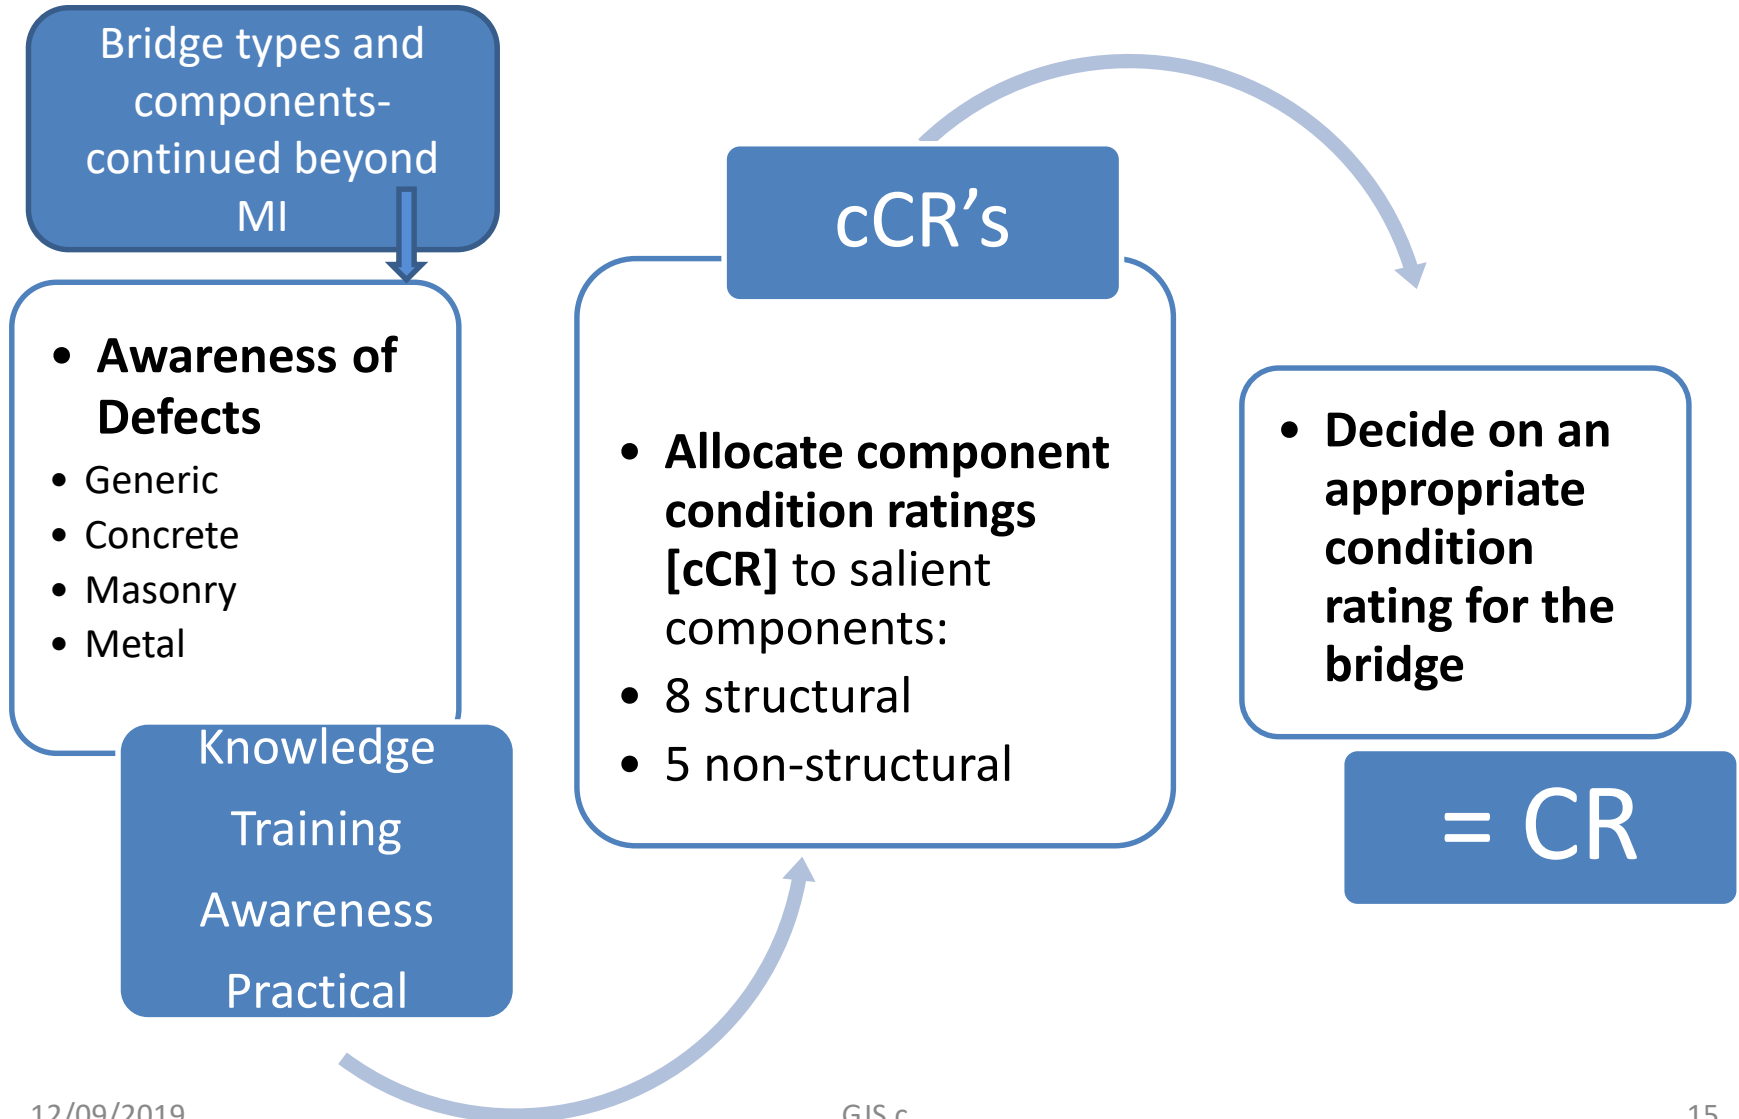 Bridge types and
components-
continued beyond
MI
• Awareness of
Defects
• Generic
• Concrete
• Masonry
• Metal
Knowledge
Training
Awareness
Practical
cCR’s
• Allocate component
condition ratings
[cCR] to salient
components:
• 8 structural
• 5 non-structural
• Decide on an
appropriate
condition
rating for the
bridge
= CR
12/09/2019
GJS c
15